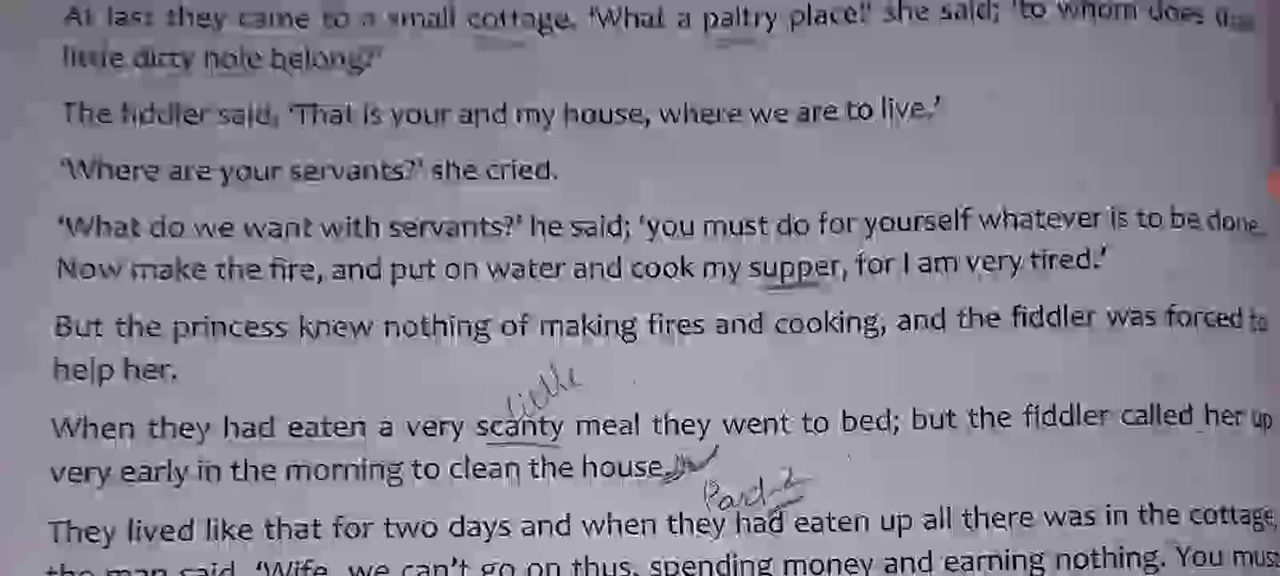 At last they came to a small cottage. 'What a paltry place!' she said; 'to whom does
little dirty hole belong?'
The fiddler said, 'That is your and my house, where we are to live.'
'Where are your servants?' she cried.
'What do we want with servants?' he said; 'you must do for yourself whatever is to be done.
Now make the fire, and put on water and cook my supper, for I am very tired.'
But the princess knew nothing of making fires and cooking, and the fiddler was forced to
help her.
little
When they had eaten a very scanty meal they went to bed; but the fiddler called her up
very early in the morning to clean the house.
They lived like that for two days and when they had eaten up all there was in the cottage,
the man said, 'Wife, we can't go on thus, spending money and earning nothing. You must